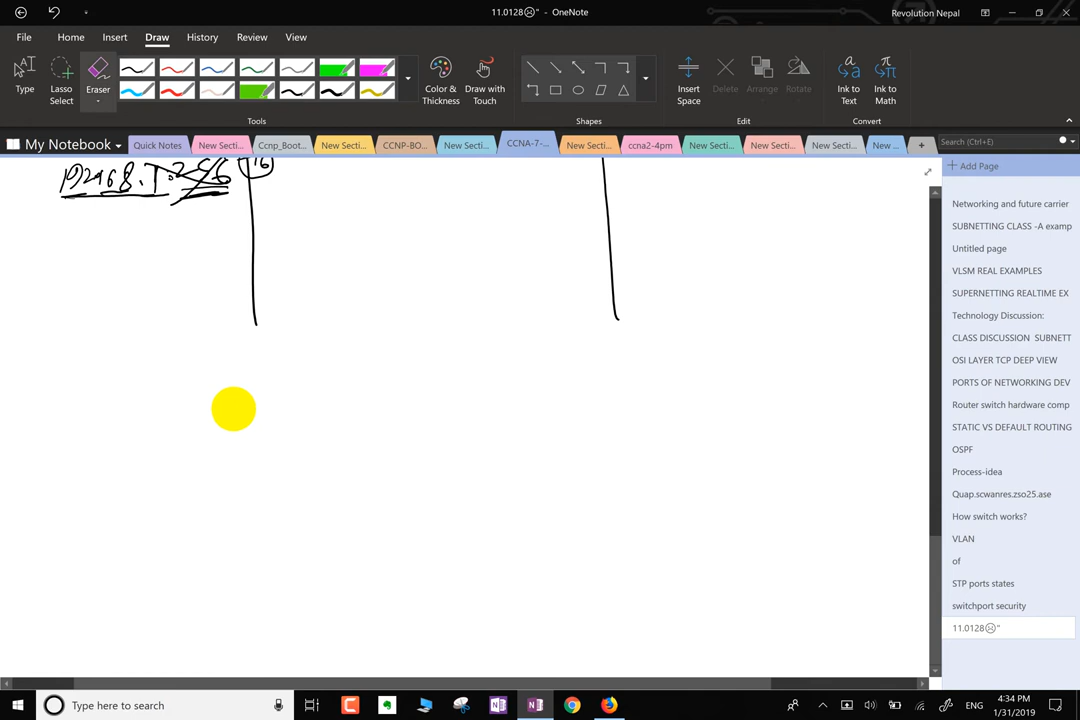 11.0128☹" - OneNote
Revolution Nepal
File Home Insert Draw History Review View
Type
Lasso Select
Eraser
Color & Thickness
Draw with Touch
Insert Space
Delete
Arrange
Rotate
Ink to Text
Ink to Math
Tools
Shapes
Edit
Convert
My Notebook
Quick Notes New Secti... Ccnp_Boot... New Secti... CCNP-BO... New Secti... CCNA-7-... New Secti... ccna2-4pm New Secti... New Secti... New Secti... New ... +
Search (Ctrl+E)
16
Add Page
Networking and future carrier
SUBNETTING CLASS -A examp
Untitled page
VLSM REAL EXAMPLES
SUPERNETTING REALTIME EX
Technology Discussion:
CLASS DISCUSSION SUBNETT
OSI LAYER TCP DEEP VIEW
PORTS OF NETWORKING DEV
Router switch hardware comp
STATIC VS DEFAULT ROUTING
OSPF
Process-idea
Quap.scwanres.zso25.ase
How switch works?
VLAN
of
STP ports states
switchport security
11.0128☹"
Type here to search
ENG
4:34 PM
1/31/2019